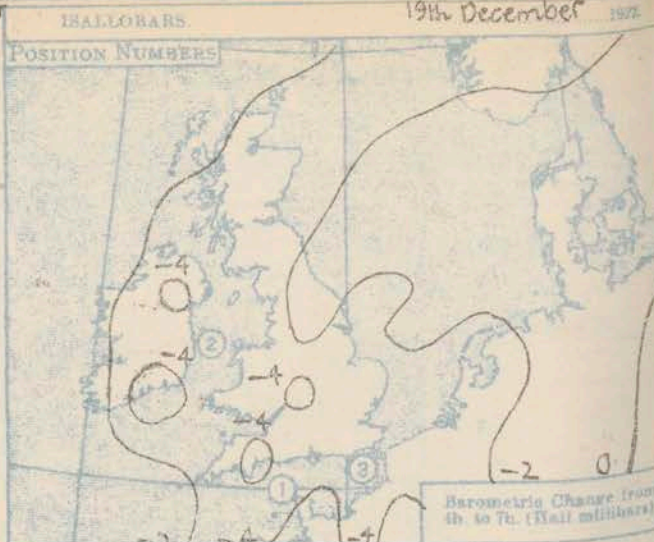 ISALLOBARS.
19th December 1922
POSITION NUMBERS
-4
-4
2
-4
-4
3
1
-2
0
-4
Barometric Change from
4h. to 7h. (Half millibars)